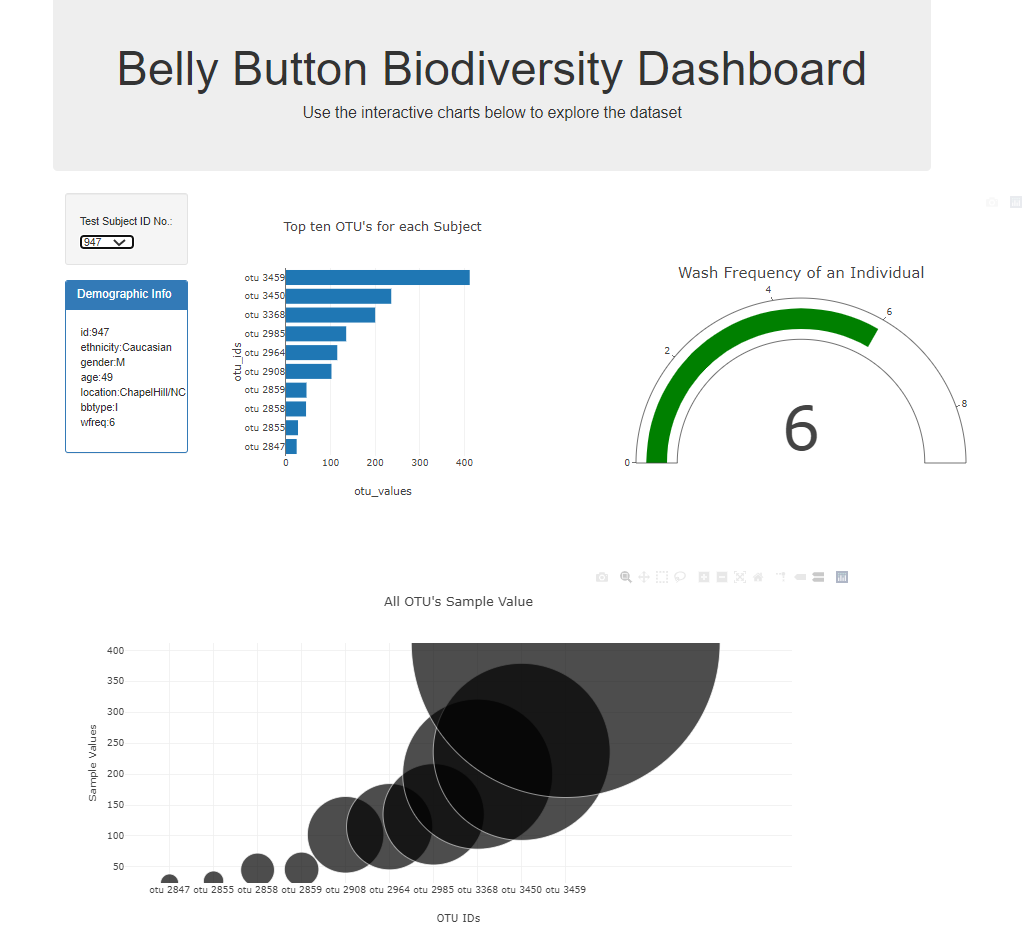 Belly Button Biodiversity Dashboard
Use the interactive charts below to explore the dataset
Test Subject ID No.:
947
Demographic Info
id:947
ethnicity:Caucasian
gender:M
age:49
location:ChapelHill/NC
bbtype:I
wfreq:6
Top ten OTU's for each Subject
otu_ids
otu 3459
otu 3450
otu 3368
otu 2985
otu 2964
otu 2908
otu 2859
otu 2858
otu 2855
otu 2847
0 100 200 300 400
otu_values
Wash Frequency of an Individual
0
2
4
6
8
6
All OTU's Sample Value
Sample Values
400
350
300
250
200
150
100
50
otu 2847 otu 2855 otu 2858 otu 2859 otu 2908 otu 2964 otu 2985 otu 3368 otu 3450 otu 3459
OTU IDs